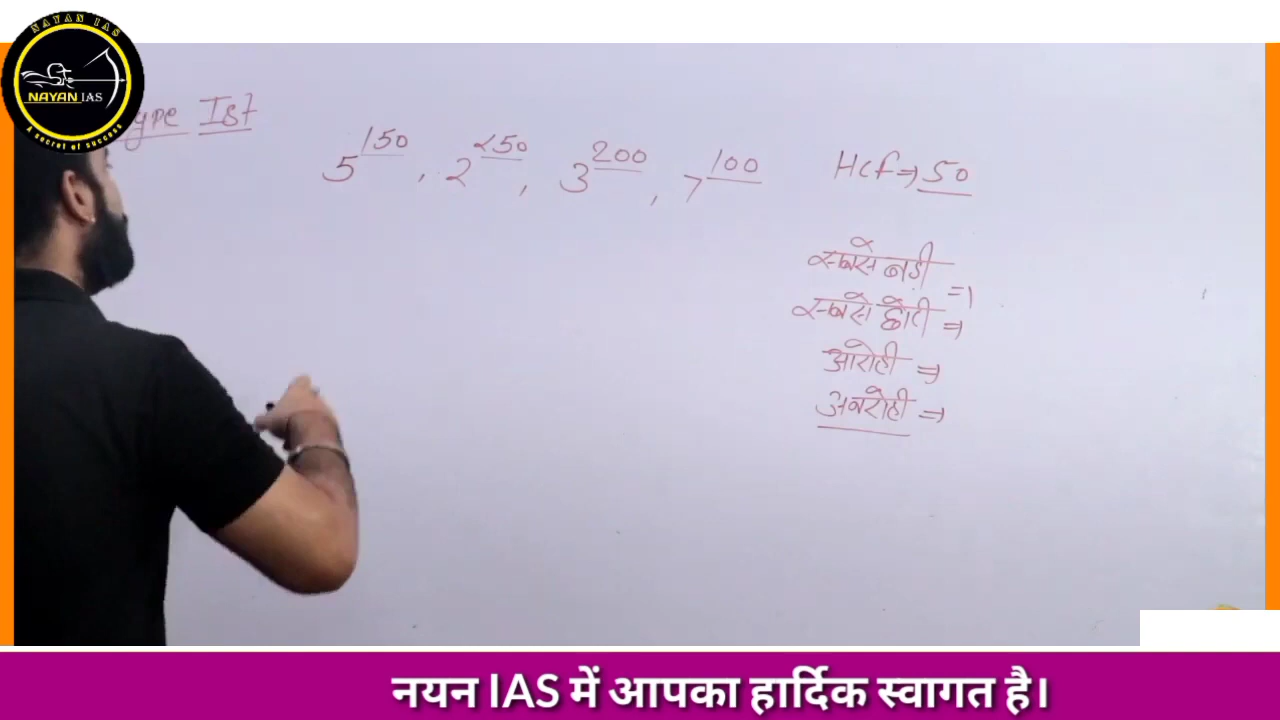 NAYAN IAS
NAYAN IAS
A secret of success
Type Ist
5^150, 2^250, 3^200, 7^100 HCf ⇒ 50
सबसे बड़ी ⇒
सबसे छोटी ⇒
आरोही ⇒
अवरोही ⇒
नयन IAS में आपका हार्दिक स्वागत है।